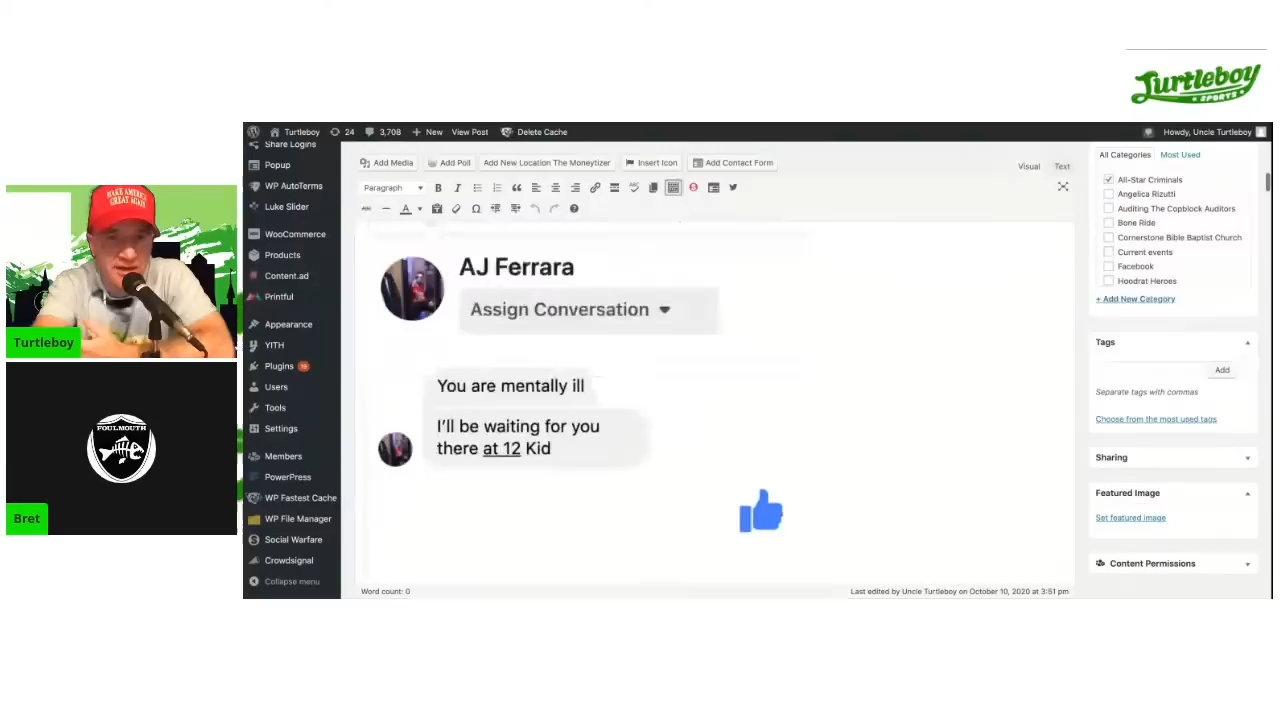 Turtleboy
SPORTS
Turtleboy 24 3,708 New View Post Delete Cache Howdy, Uncle Turtleboy
Share Logins
Popup
WP AutoTerms
Luke Slider
WooCommerce
Products
Content.ad
Printful
Appearance
YITH
Plugins 19
Users
Tools
Settings
Members
PowerPress
WP Fastest Cache
WP File Manager
Social Warfare
Crowdsignal
Collapse menu
Add Media Add Poll Add New Location The Moneytizer Insert Icon Add Contact Form Visual Text
Paragraph B I
ABC A
AJ Ferrara
Assign Conversation
You are mentally ill
I'll be waiting for you
there at 12 Kid
Word count: 0 Last edited by Uncle Turtleboy on October 10, 2020 at 3:51 pm
All Categories Most Used
All-Star Criminals
Angelica Rizutti
Auditing The Copblock Auditors
Bone Ride
Cornerstone Bible Baptist Church
Current events
Facebook
Hoodrat Heroes
+ Add New Category
Tags
Add
Separate tags with commas
Choose from the most used tags
Sharing
Featured Image
Set featured image
Content Permissions
MAKE AMERICA
GREAT AGAIN
Turtleboy
FOULMOUTH
Bret